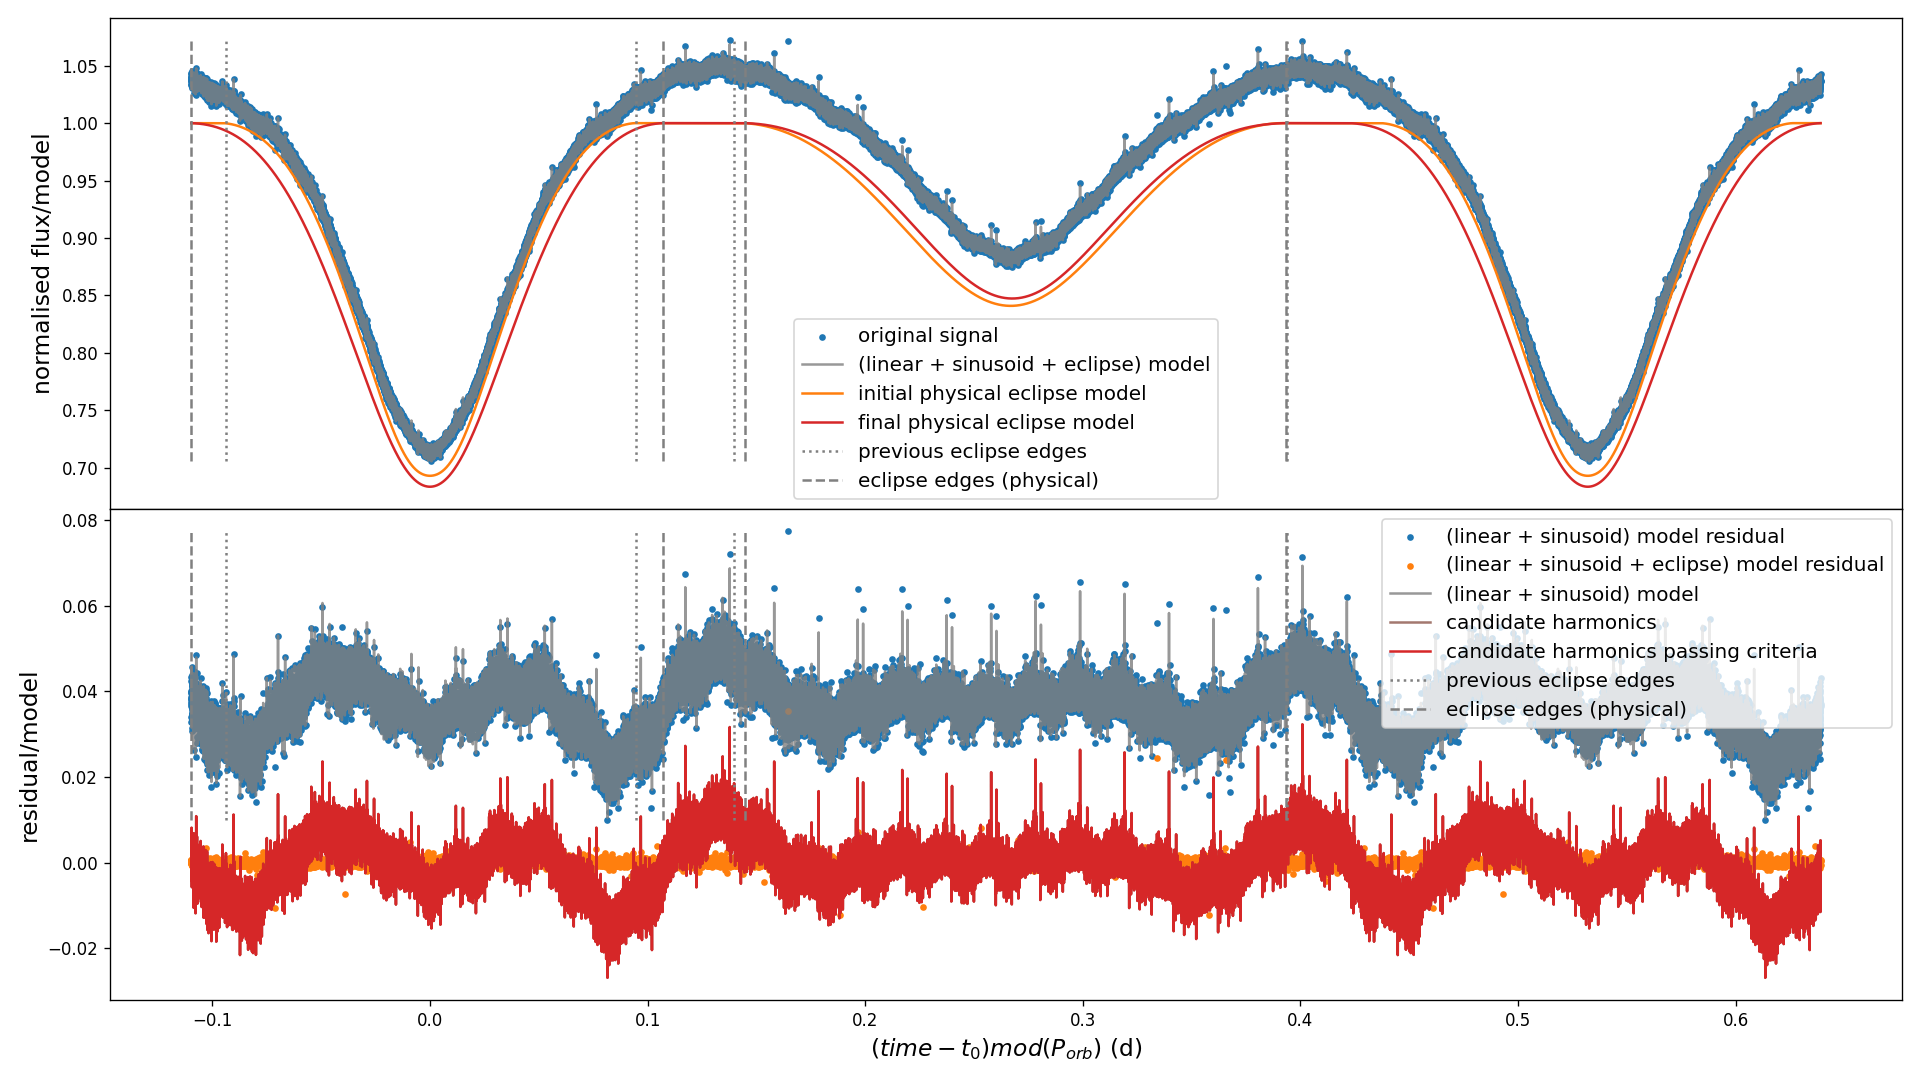 normalised flux/model
1.05
1.00
0.95
0.90
0.85
0.80
0.75
0.70
original signal
(linear + sinusoid + eclipse) model
initial physical eclipse model
final physical eclipse model
previous eclipse edges
eclipse edges (physical)
residual/model
0.08
0.06
0.04
0.02
0.00
−0.02
(linear + sinusoid) model residual
(linear + sinusoid + eclipse) model residual
(linear + sinusoid) model
candidate harmonics
candidate harmonics passing criteria
previous eclipse edges
eclipse edges (physical)
−0.1 0.0 0.1 0.2 0.3 0.4 0.5 0.6
(time − t₀)mod(P_orb) (d)